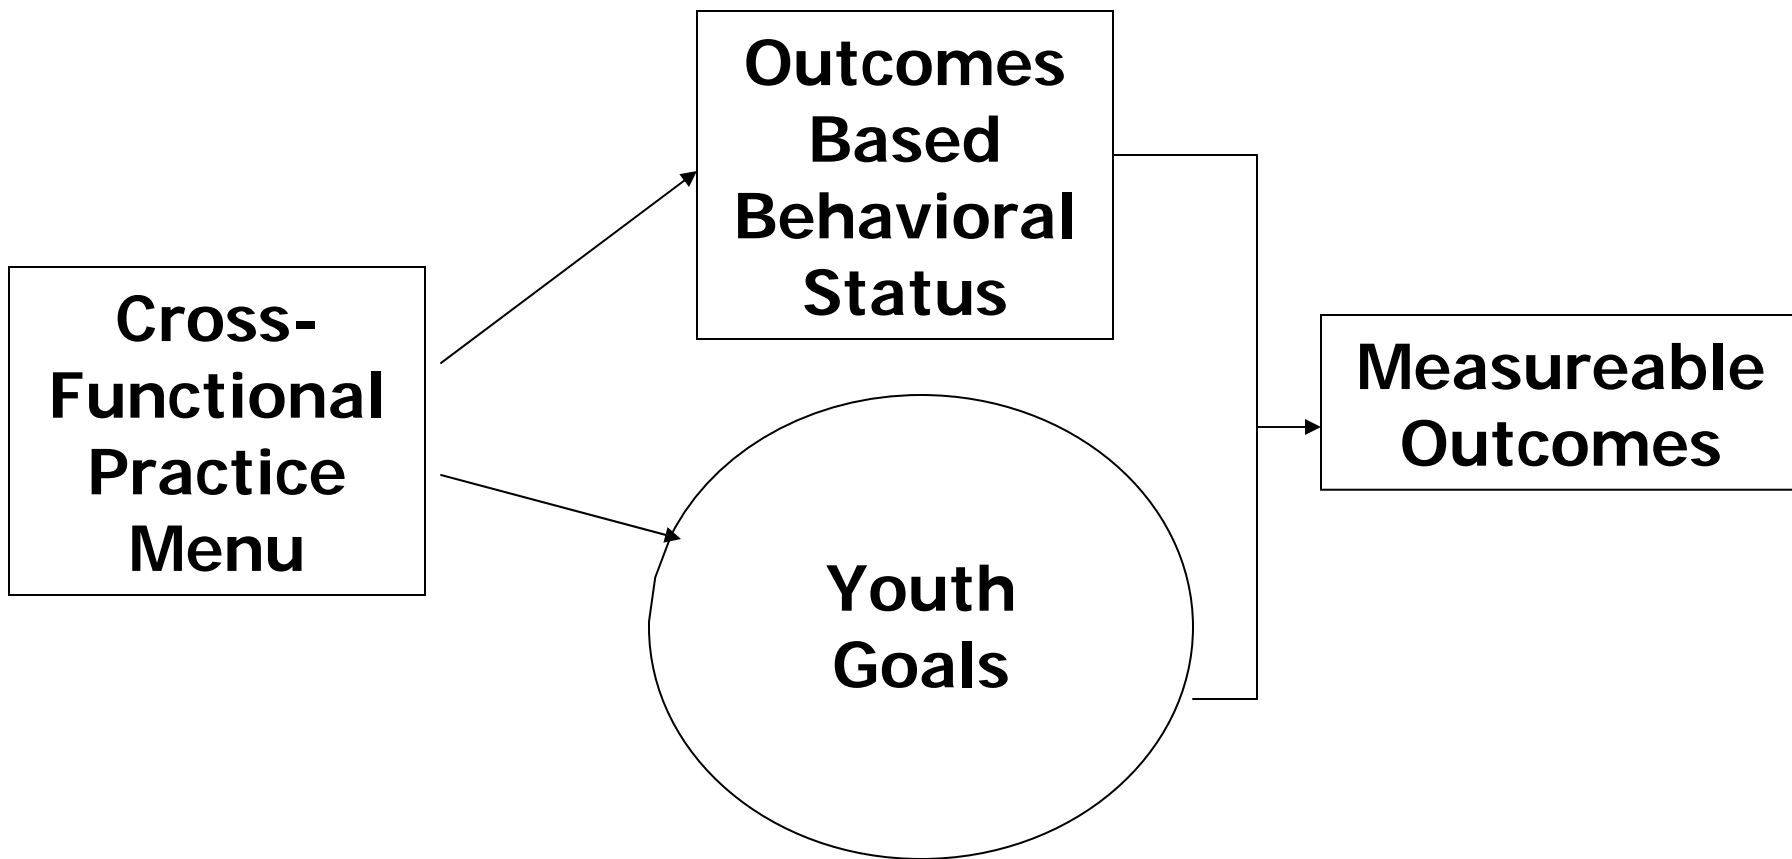 Cross-
Functional
Practice
Menu
Outcomes
Based
Behavioral
Status
Youth
Goals
Measureable
Outcomes